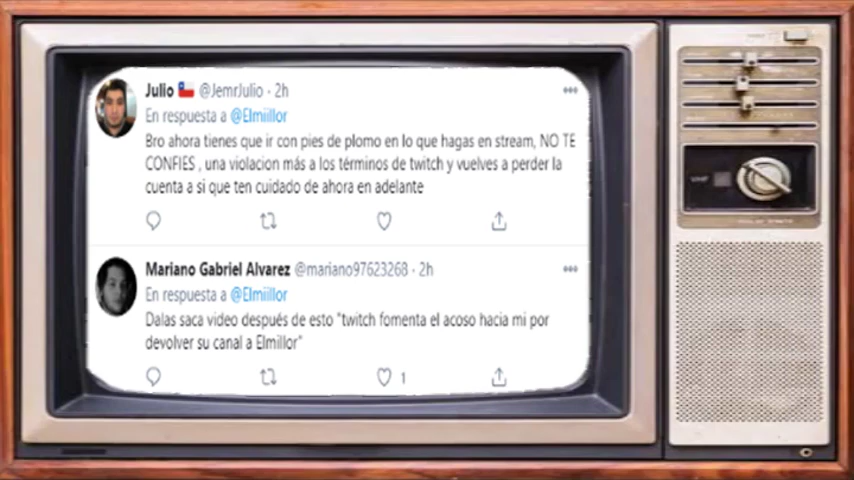 Julio 🇨🇱 @JemrJulio · 2h
En respuesta a @Elmiillor
Bro ahora tienes que ir con pies de plomo en lo que hagas en stream, NO TE
CONFIES , una violacion más a los términos de twitch y vuelves a perder la
cuenta a si que ten cuidado de ahora en adelante
Mariano Gabriel Alvarez @mariano97623268 · 2h
En respuesta a @Elmiillor
Dalas saca video después de esto "twitch fomenta el acoso hacia mi por
devolver su canal a Elmillor"
1